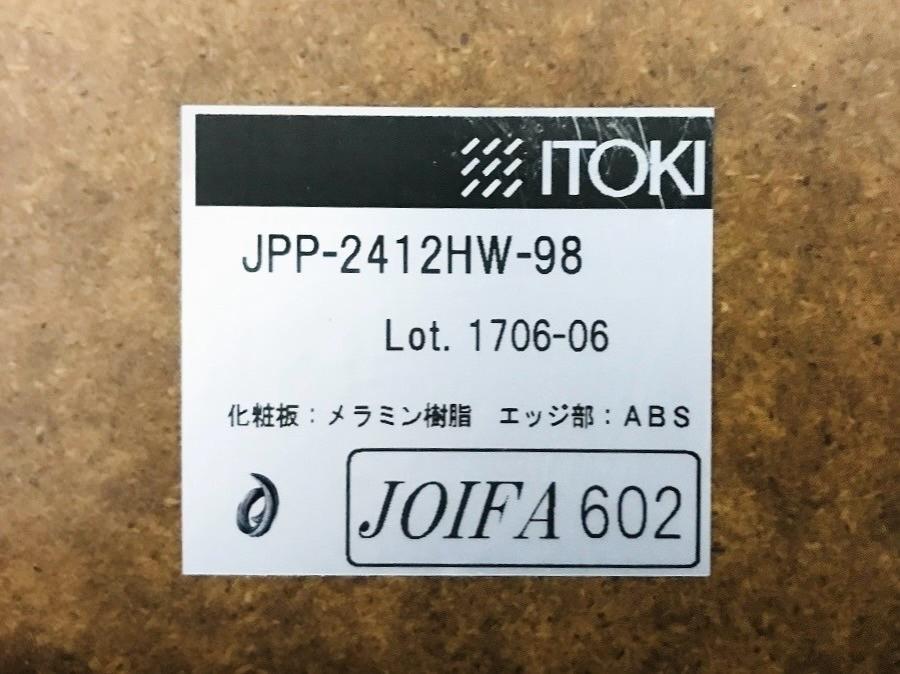 ITOKI
JPP-2412HW-98
Lot. 1706-06
化粧板：メラミン樹脂　エッジ部：ABS
JOIFA 602